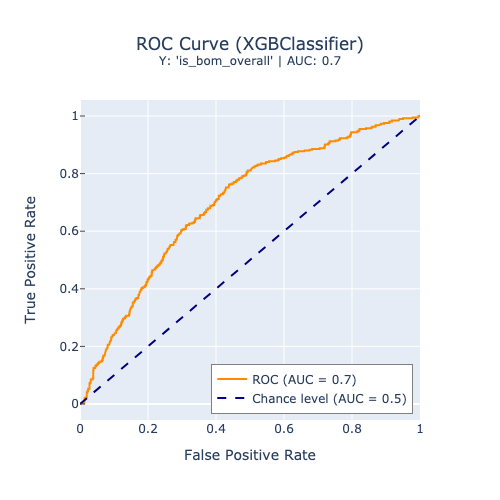 ROC Curve (XGBClassifier)
Y: 'is_bom_overall' | AUC: 0.7
True Positive Rate
1
0.8
0.6
0.4
0.2
0
ROC (AUC = 0.7)
Chance level (AUC = 0.5)
0 0.2 0.4 0.6 0.8 1
False Positive Rate